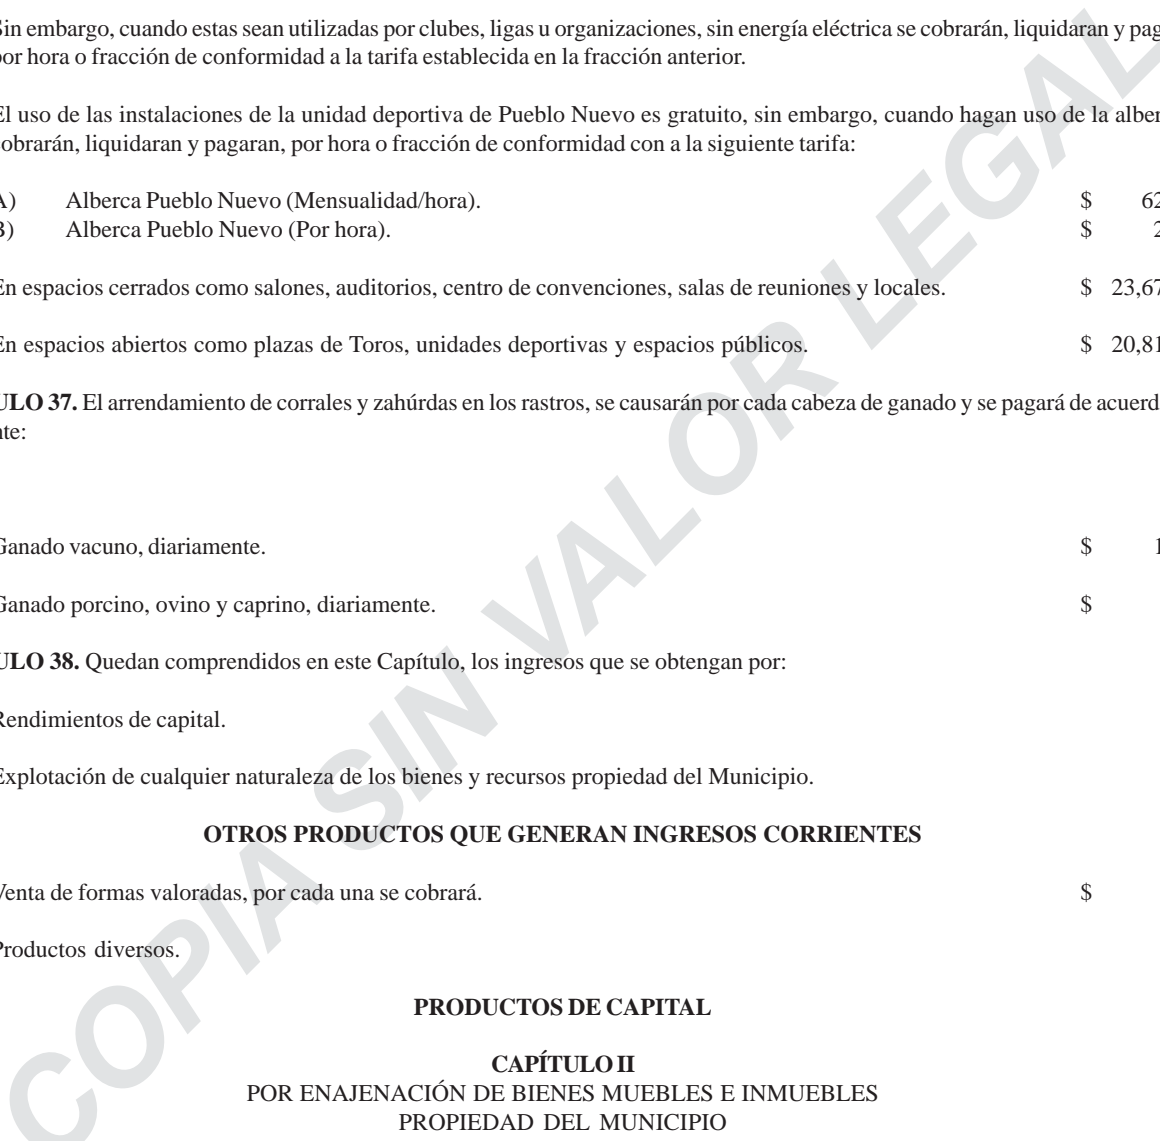 Sin embargo, cuando estas sean utilizadas por clubes, ligas u organizaciones, sin energía eléctrica se cobrarán, liquidaran y
por hora o fracción de conformidad a la tarifa establecida en la fracción anterior.
El uso de las instalaciones de la unidad deportiva de Pueblo Nuevo es gratuito, sin embargo, cuando hagan uso de la
cobrarán, liquidaran y pagaran, por hora o fracción de conformidad con a la siguiente tarifa:
A) Alberca Pueblo Nuevo (Mensualidad/hora). $ 62
B) Alberca Pueblo Nuevo (Por hora). $ 2
En espacios cerrados como salones, auditorios, centro de convenciones, salas de reuniones y locales. $ 23,67
En espacios abiertos como plazas de Toros, unidades deportivas y espacios públicos. $ 20,81
ULO 37. El arrendamiento de corrales y zahúrdas en los rastros, se causarán por cada cabeza de ganado y se pagará de acuerd
nte:
Ganado vacuno, diariamente. $ 1
Ganado porcino, ovino y caprino, diariamente. $
ULO 38. Quedan comprendidos en este Capítulo, los ingresos que se obtengan por:
Rendimientos de capital.
Explotación de cualquier naturaleza de los bienes y recursos propiedad del Municipio.
OTROS PRODUCTOS QUE GENERAN INGRESOS CORRIENTES
Venta de formas valoradas, por cada una se cobrará. $
Productos diversos.
PRODUCTOS DE CAPITAL
CAPÍTULO II
POR ENAJENACIÓN DE BIENES MUEBLES E INMUEBLES
PROPIEDAD DEL MUNICIPIO
COPIA SIN VALOR LEGAL